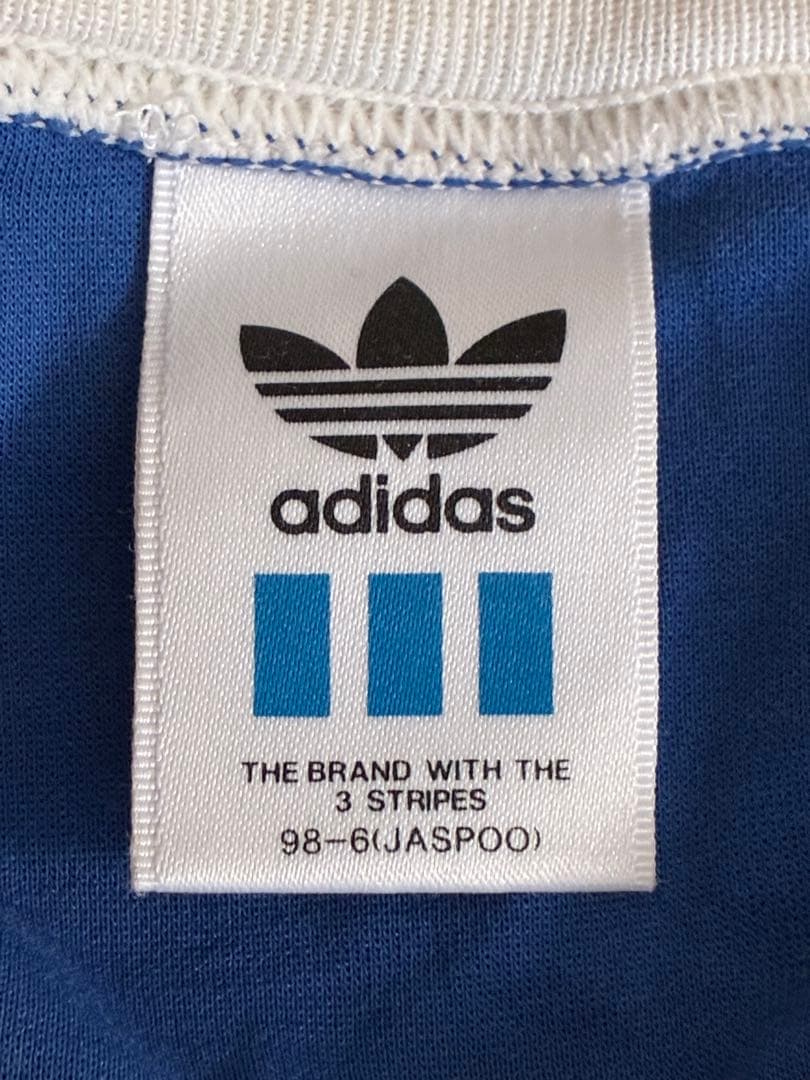 adidas
THE BRAND WITH THE
3 STRIPES
98-6(JASPOO)